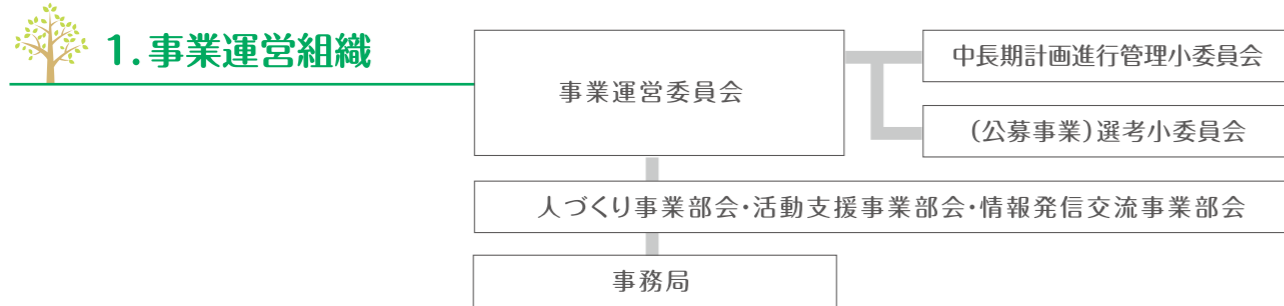 1.事業運営組織
事業運営委員会
中長期計画進行管理小委員会
(公募事業)選考小委員会
人づくり事業部会・活動支援事業部会・情報発信交流事業部会
事務局